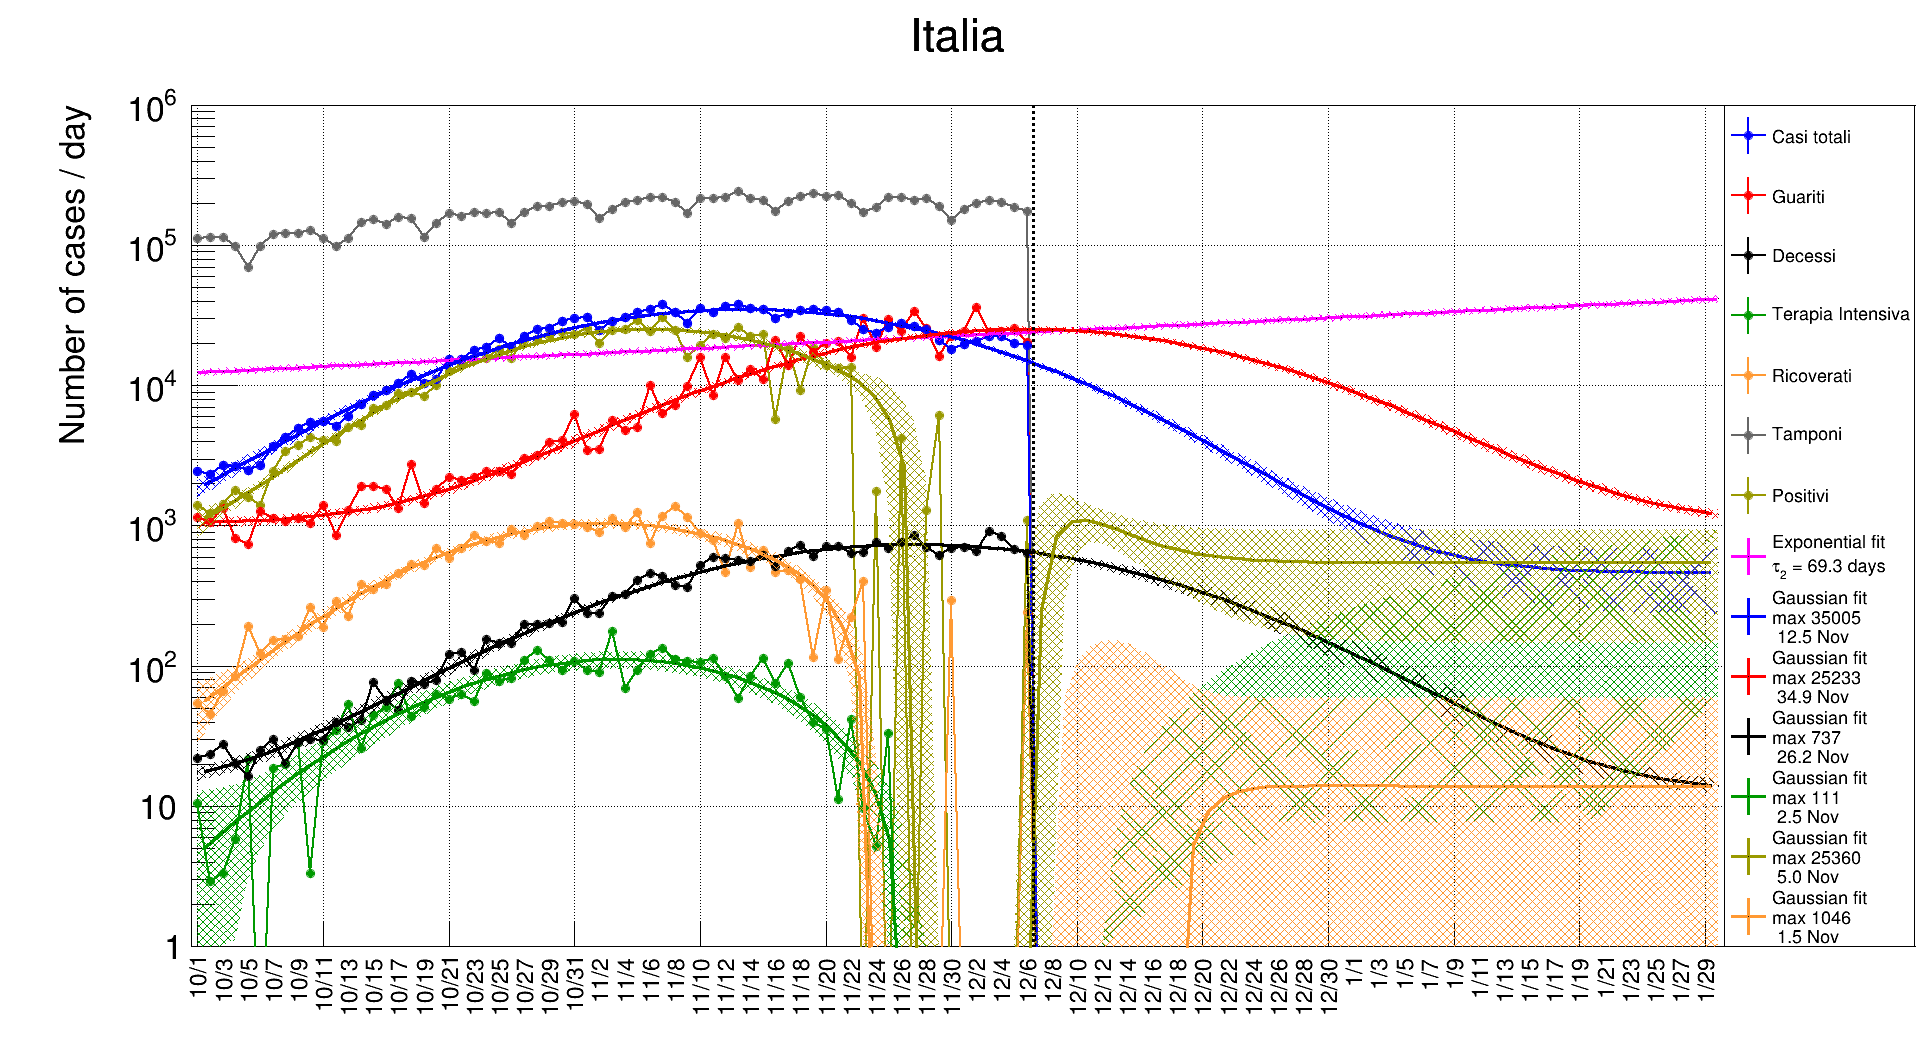 Italia
Number of cases / day
10^6
10^5
10^4
10^3
10^2
10
1
10/1 10/3 10/5 10/7 10/9 10/11 10/13 10/15 10/17 10/19 10/21 10/23 10/25 10/27 10/29 10/31 11/2 11/4 11/6 11/8 11/10 11/12 11/14 11/16 11/18 11/20 11/22 11/24 11/26 11/28 11/30 12/2 12/4 12/6 12/8 12/10 12/12 12/14 12/16 12/18 12/20 12/22 12/24 12/26 12/28 12/30 1/1 1/3 1/5 1/7 1/9 1/11 1/13 1/15 1/17 1/19 1/21 1/23 1/25 1/27 1/29
Casi totali
Guariti
Decessi
Terapia Intensiva
Ricoverati
Tamponi
Positivi
Exponential fit
τ2 = 69.3 days
Gaussian fit
max 35005
12.5 Nov
Gaussian fit
max 25233
34.9 Nov
Gaussian fit
max 737
26.2 Nov
Gaussian fit
max 111
2.5 Nov
Gaussian fit
max 25360
5.0 Nov
Gaussian fit
max 1046
1.5 Nov